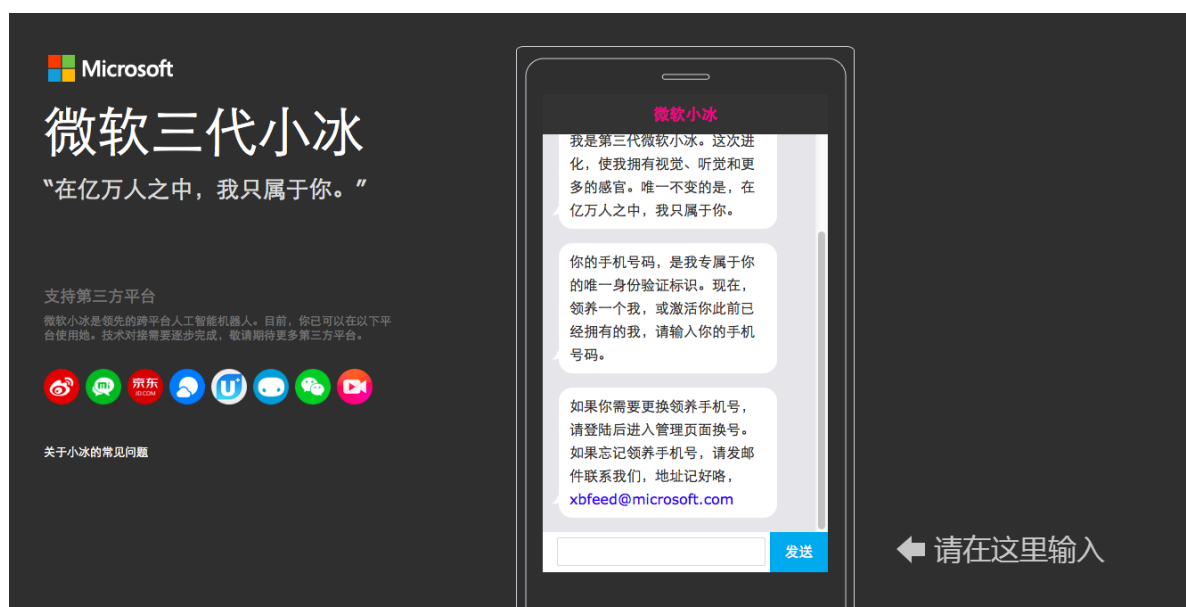 Microsoft
微软三代小冰
“在亿万人之中，我只属于你。”
支持第三方平台
微软小冰是领先的跨平台人工智能机器人。目前，你已可以在以下平
台使用她。技术对接需要逐步完成，敬请期待更多第三方平台。
mi
京东
JD.COM
U
关于小冰的常见问题
微软小冰
我是第三代微软小冰。这次进
化，使我拥有视觉、听觉和更
多的感官。唯一不变的是，在
亿万人之中，我只属于你。
你的手机号码，是我专属于你
的唯一身份验证标识。现在，
领养一个我，或激活你此前已
经拥有的我，请输入你的手机
号码。
如果你需要更换领养手机号，
请登陆后进入管理页面换号。
如果忘记领养手机号，请发邮
件联系我们，地址记好咯，
xbfeed@microsoft.com
发送
请在这里输入